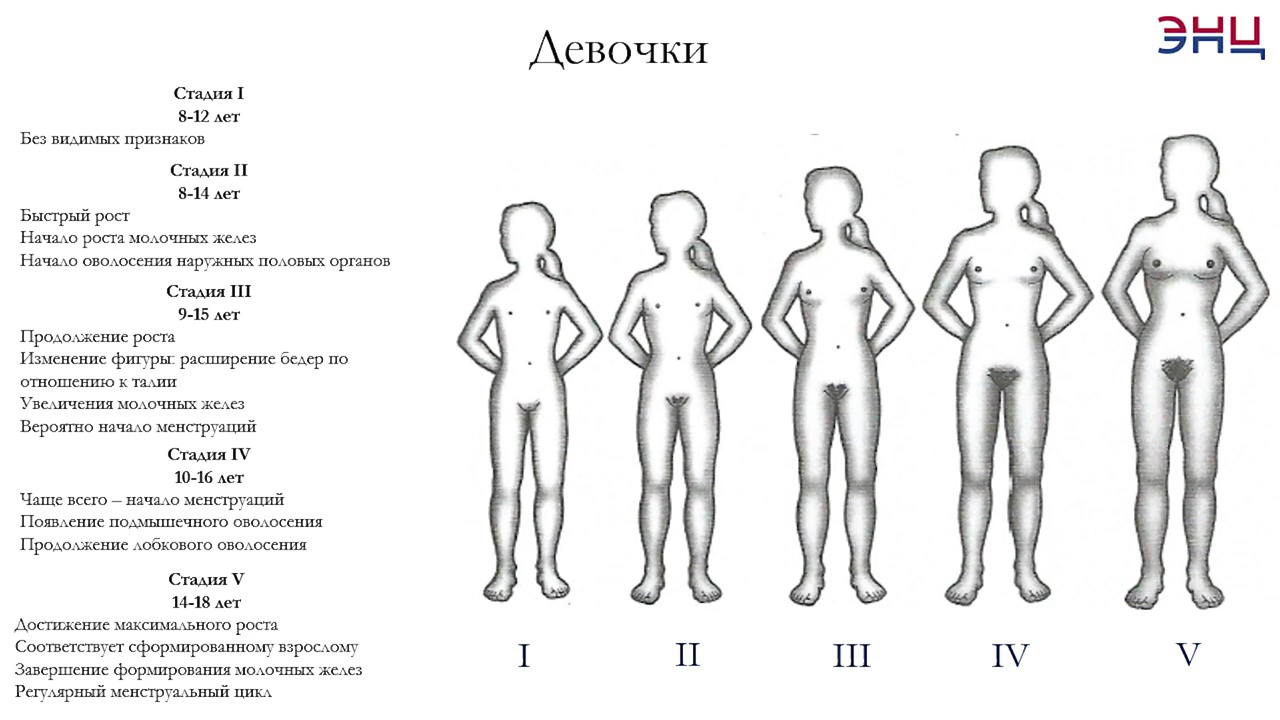 Девочки
ЭНЦ
Стадия I
8-12 лет
Без видимых признаков
Стадия II
8-14 лет
Быстрый рост
Начало роста молочных желез
Начало оволосения наружных половых органов
Стадия III
9-15 лет
Продолжение роста
Изменение фигуры: расширение бедер по
отношению к талии
Увеличения молочных желез
Вероятно начало менструаций
Стадия IV
10-16 лет
Чаще всего – начало менструаций
Появление подмышечного оволосения
Продолжение лобкового оволосения
Стадия V
14-18 лет
Достижение максимального роста
Соответствует сформированному взрослому
Завершение формирования молочных желез
Регулярный менструальный цикл
I II III IV V